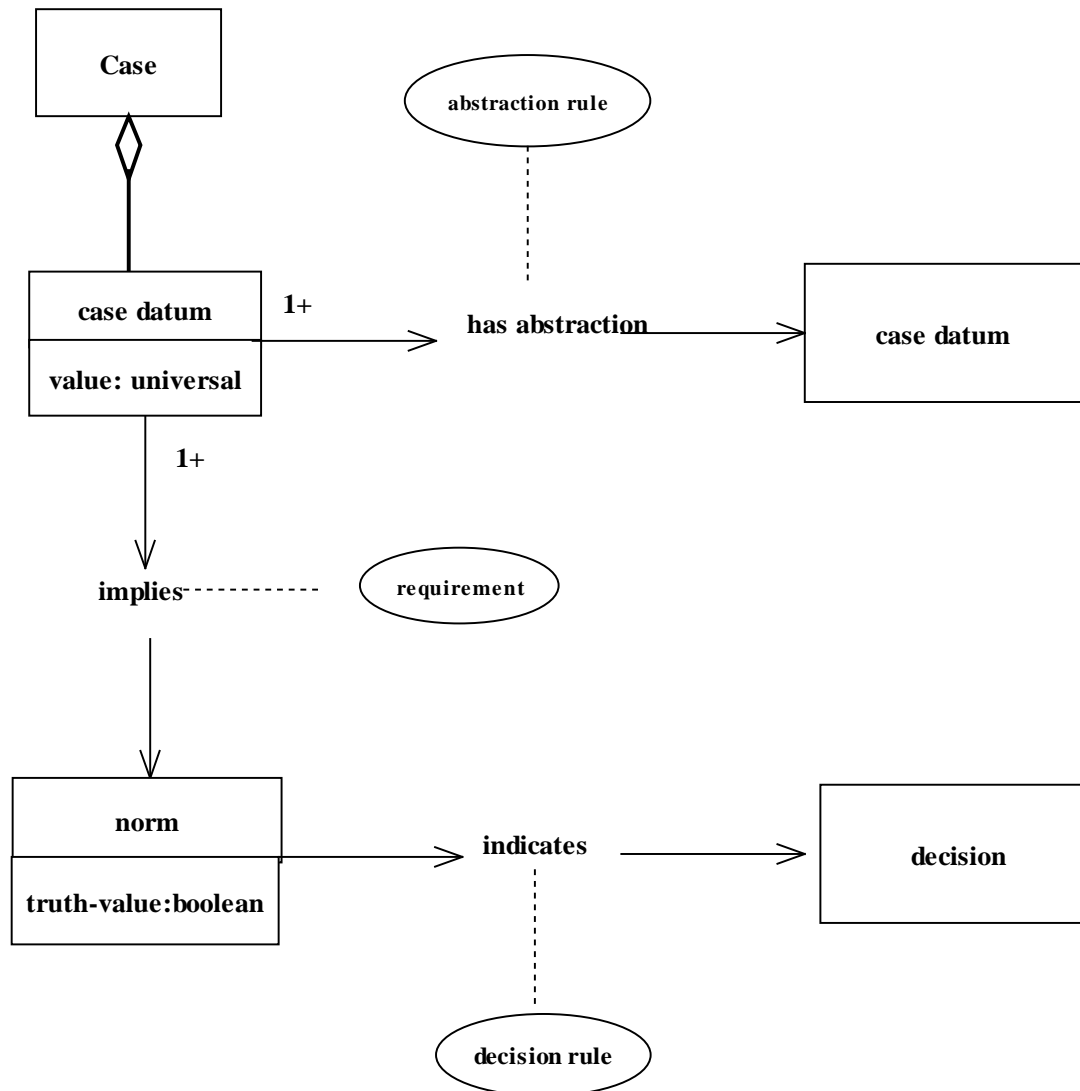 Case
abstraction rule
case datum
1+
has abstraction
case datum
value: universal
1+
implies
requirement
norm
indicates
decision
truth-value:boolean
decision rule